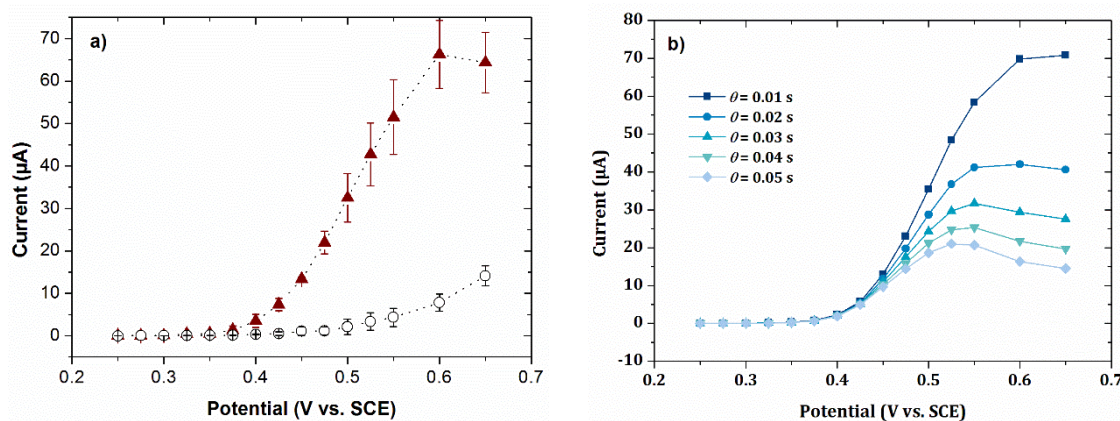 a)
70
60
50
40
30
20
10
0
Current (µA)
0.2 0.3 0.4 0.5 0.6 0.7
Potential (V vs. SCE)
b)
80
70
60
50
40
30
20
10
0
-10
Current (µA)
θ = 0.01 s
θ = 0.02 s
θ = 0.03 s
θ = 0.04 s
θ = 0.05 s
0.2 0.3 0.4 0.5 0.6 0.7
Potential (V vs. SCE)